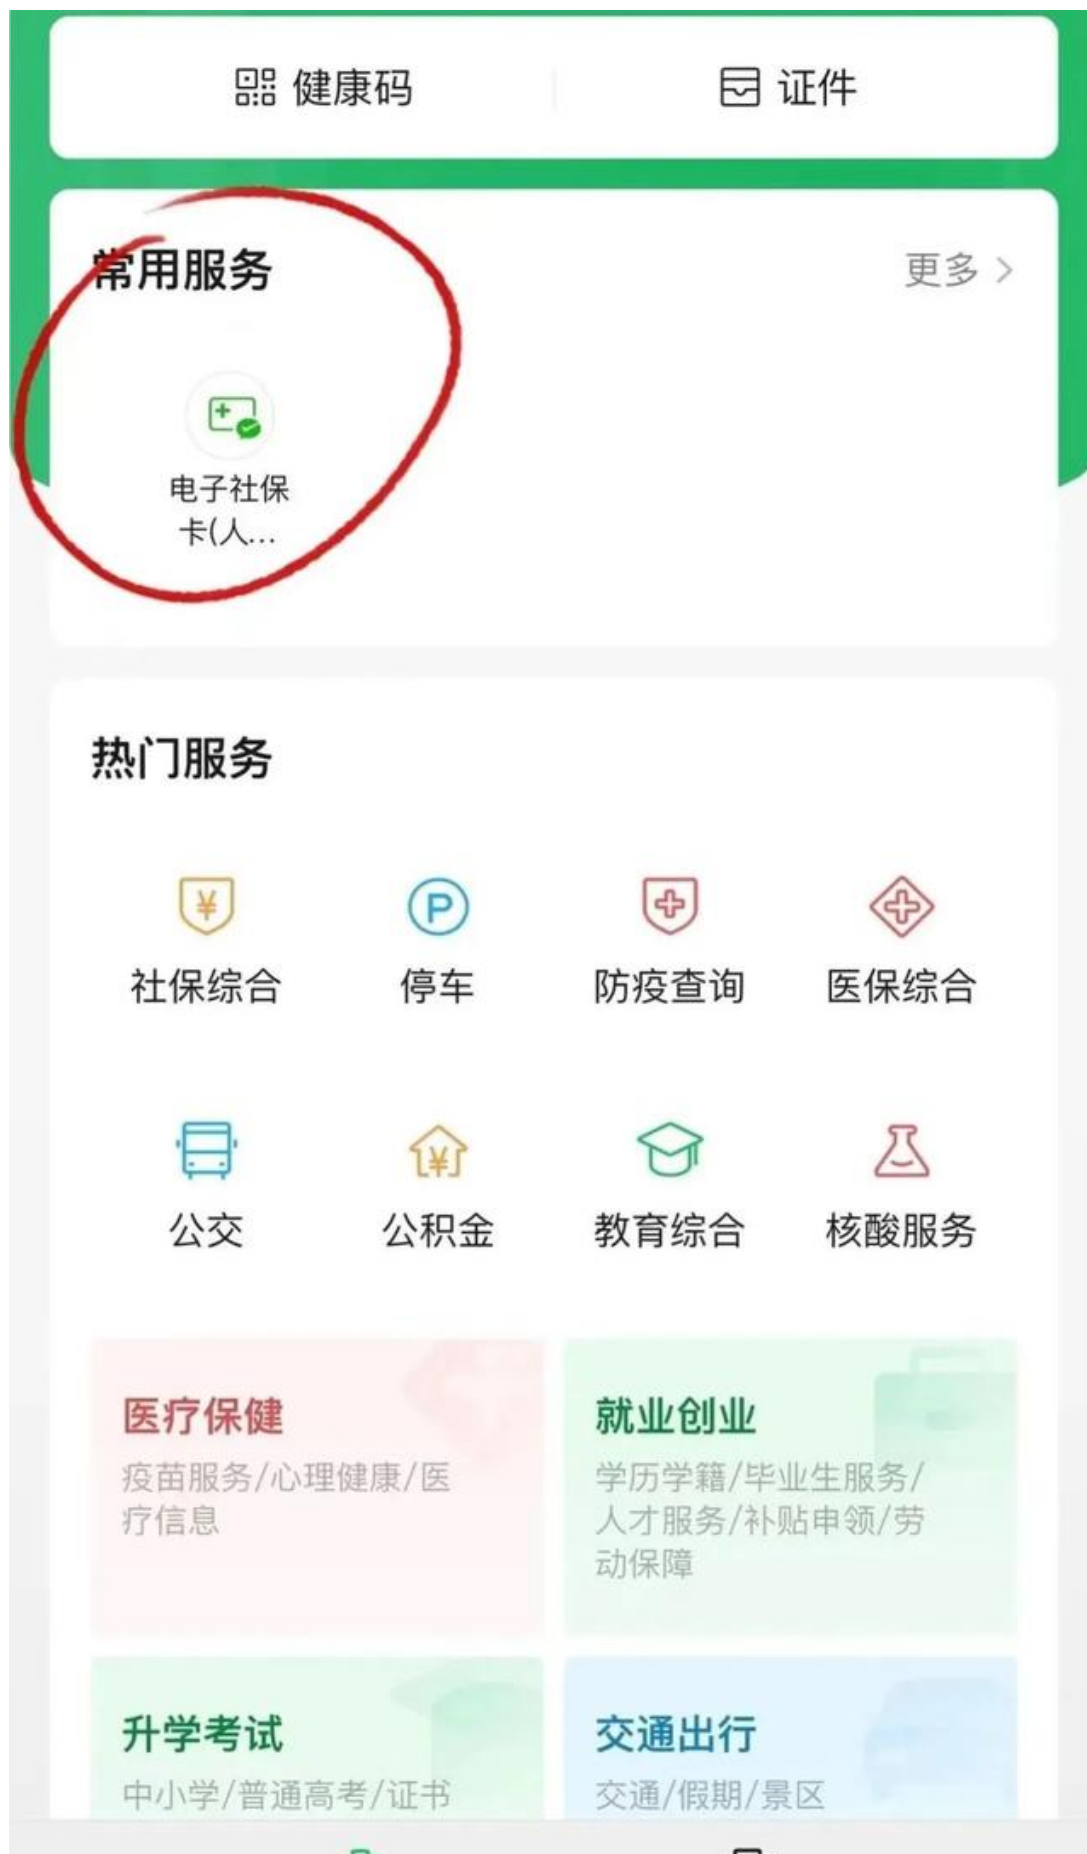 健康码
证件
常用服务
更多 >
电子社保
卡(人...
热门服务
社保综合
停车
防疫查询
医保综合
公交
公积金
教育综合
核酸服务
医疗保健
疫苗服务/心理健康/医
疗信息
就业创业
学历学籍/毕业生服务/
人才服务/补贴申领/劳
动保障
升学考试
中小学/普通高考/证书
交通出行
交通/假期/景区